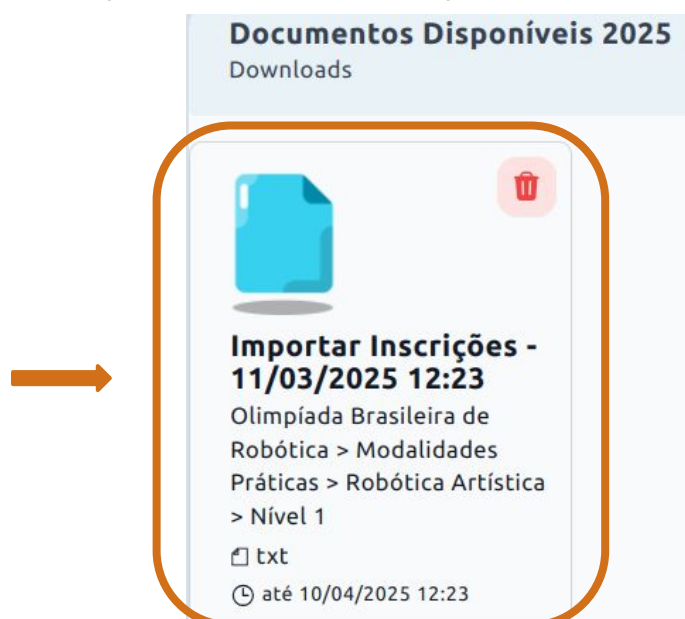 Documentos Disponíveis 2025
Downloads
Importar Inscrições -
11/03/2025 12:23
Olimpíada Brasileira de
Robótica > Modalidades
Práticas > Robótica Artística
> Nível 1
txt
até 10/04/2025 12:23